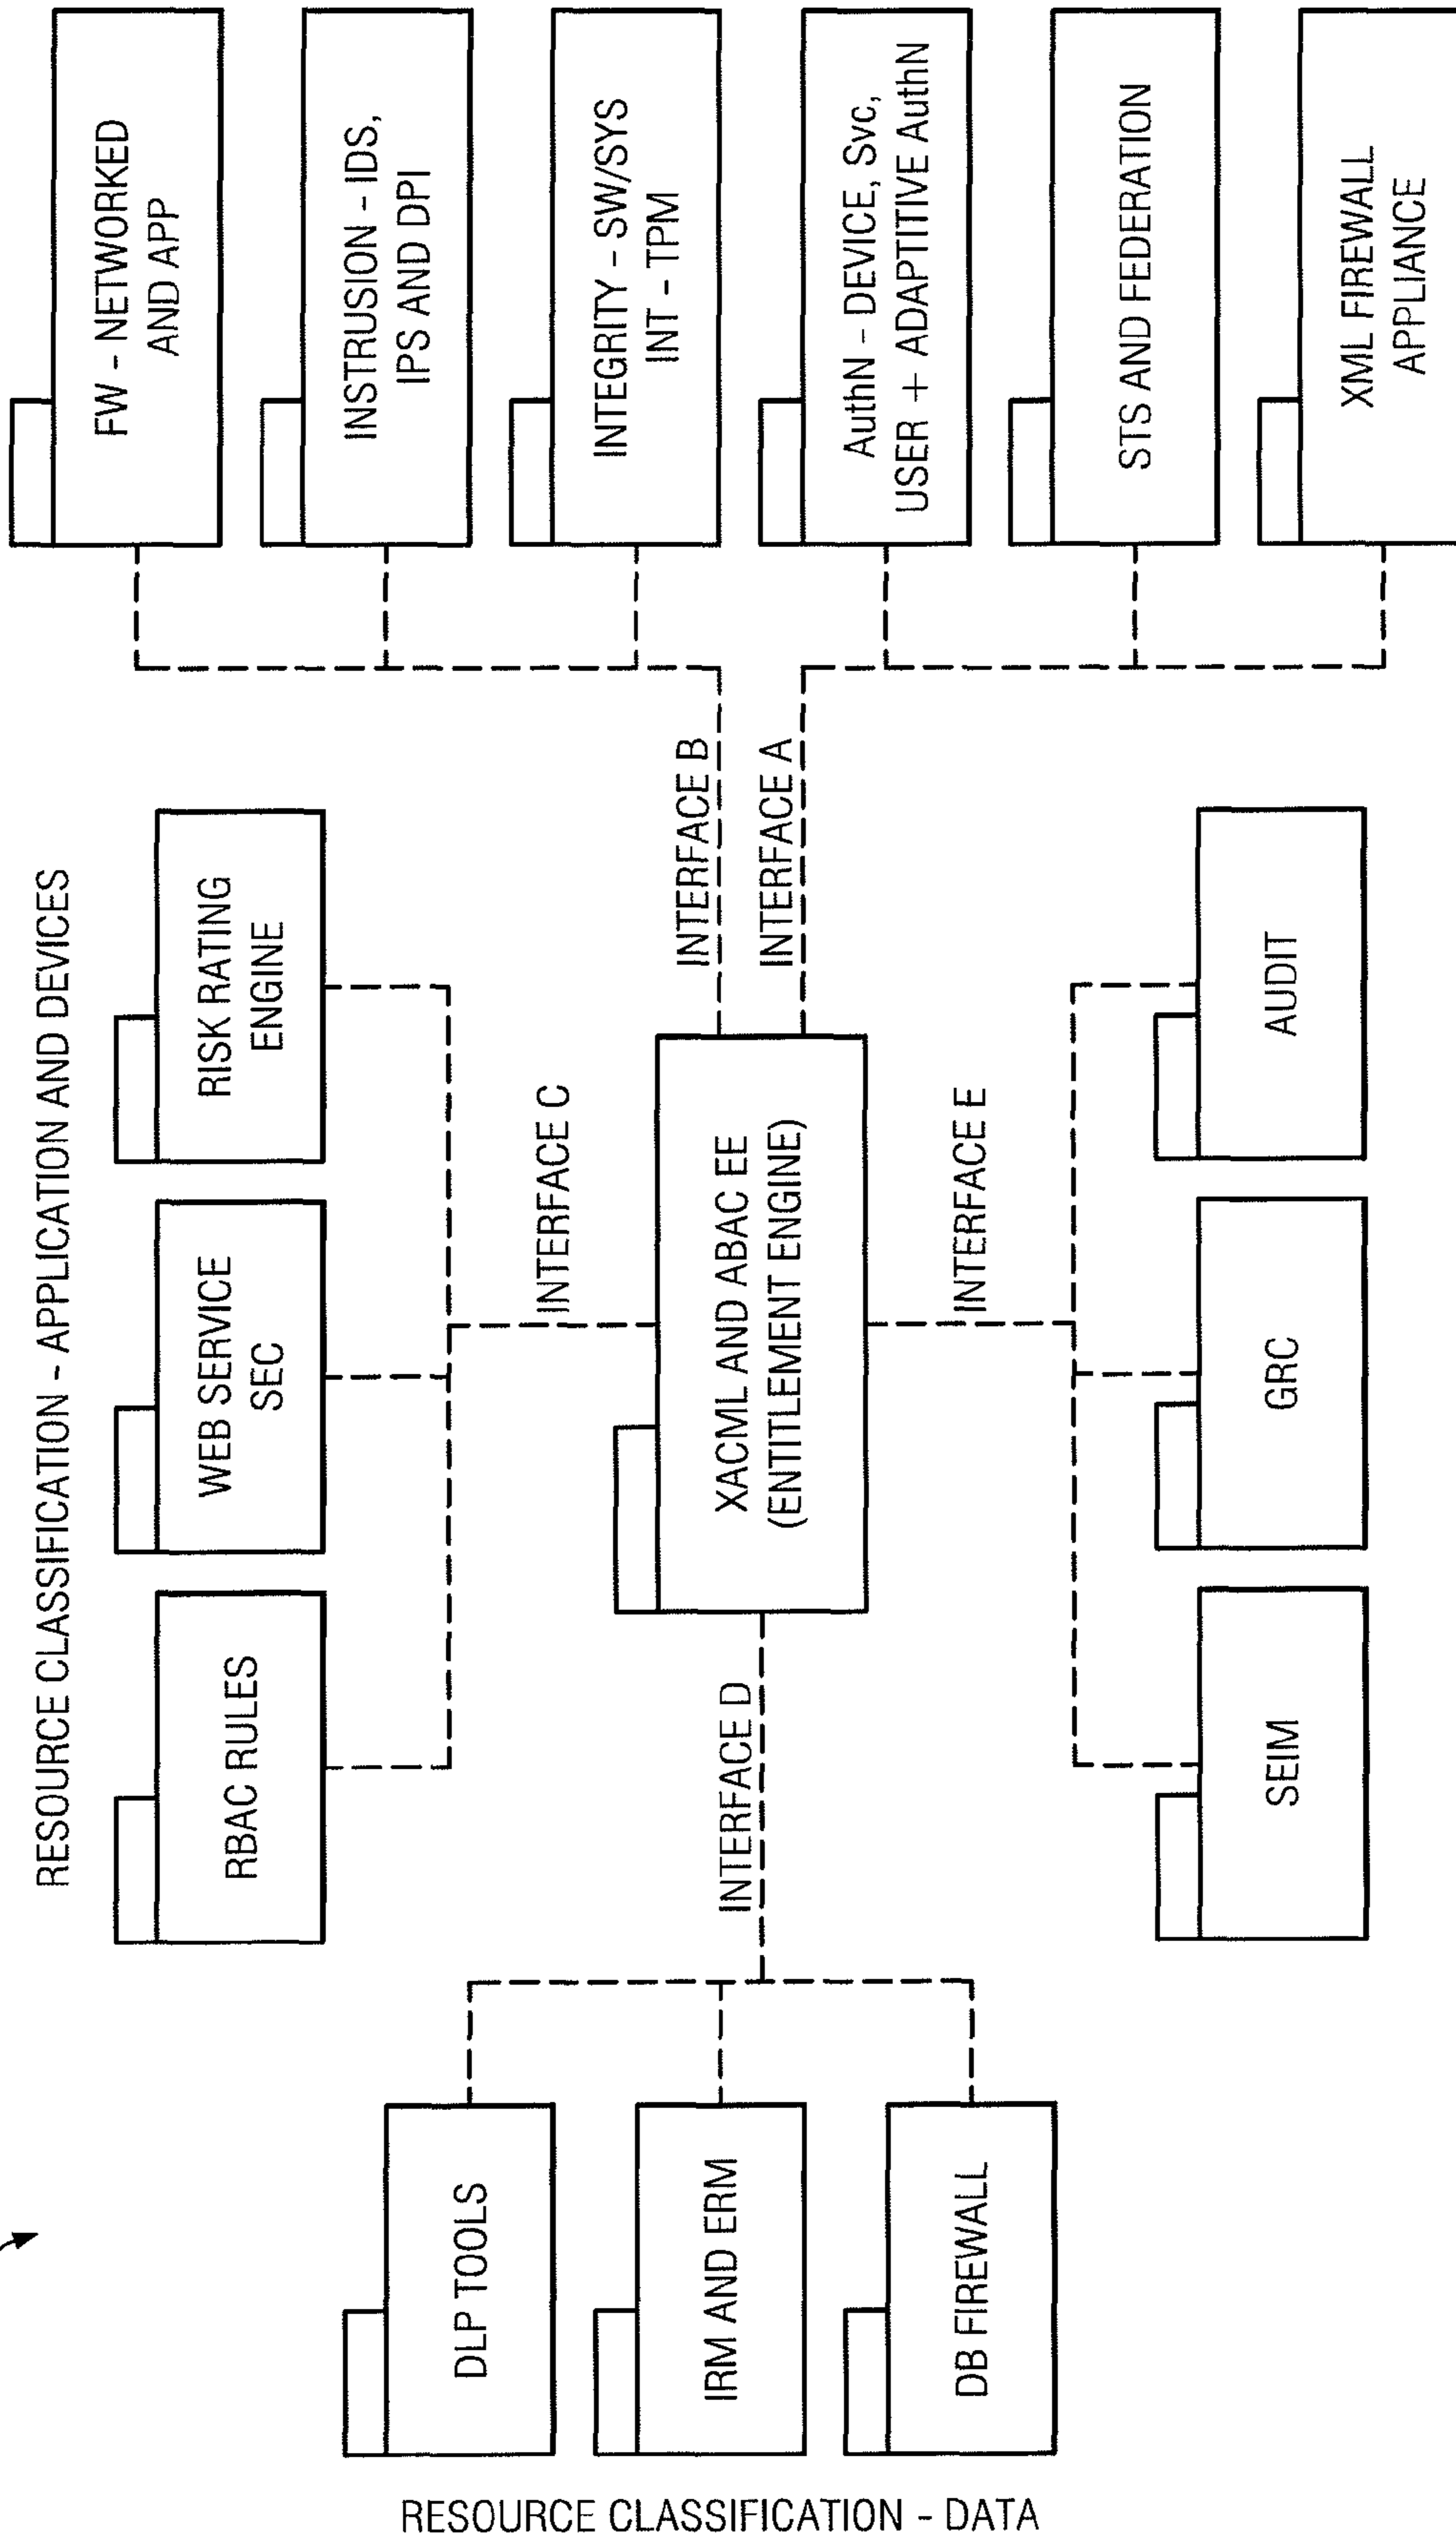 RESOURCE CLASSIFICATION - APPLICATION AND DEVICES
RBAC RULES
WEB SERVICE
SEC
RISK RATING
ENGINE
FW - NETWORKED
AND APP
INSTRUSION - IDS,
IPS AND DPI
INTEGRITY - SW/SYS
INT - TPM
AuthN - DEVICE, Svc,
USER + ADAPTITIVE AuthN
STS AND FEDERATION
XML FIREWALL
APPLIANCE
INTERFACE C
INTERFACE B
INTERFACE A
XACML AND ABAC EE
(ENTITLEMENT ENGINE)
INTERFACE D
INTERFACE E
DLP TOOLS
IRM AND ERM
DB FIREWALL
RESOURCE CLASSIFICATION - DATA
SEIM
GRC
AUDIT